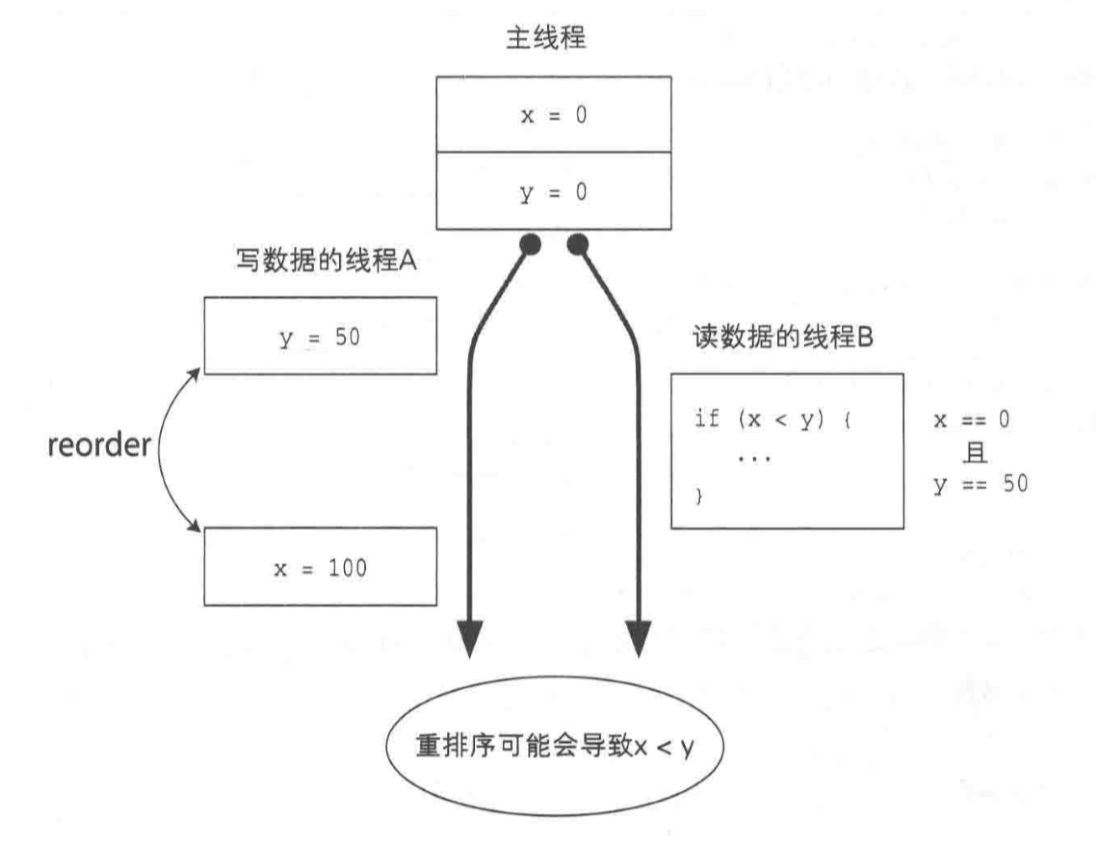 主线程
x = 0
y = 0
写数据的线程A
y = 50
读数据的线程B
if (x < y) {
...
}
x == 0
且
y == 50
reorder
x = 100
重排序可能会导致x < y